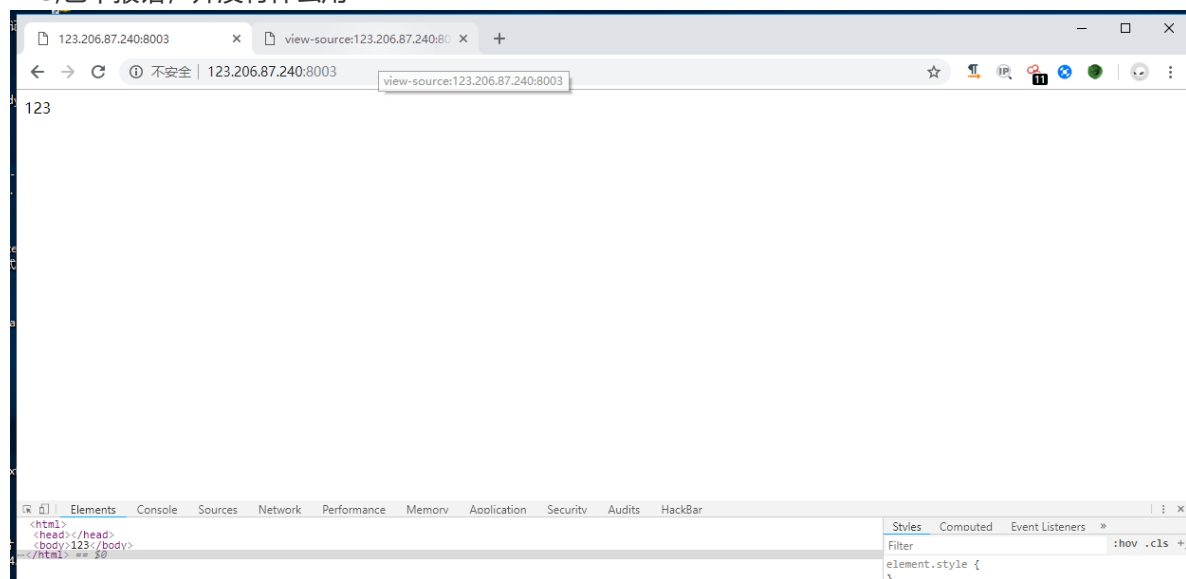 123.206.87.240:8003 × view-source:123.206.87.240:80 × +
不安全 | 123.206.87.240:8003
view-source:123.206.87.240:8003
11
123
Elements Console Sources Network Performance Memory Application Security Audits HackBar
<html>
<head></head>
<body>123</body>
</html> == $0
Styles Computed Event Listeners »
Filter :hov .cls +
element.style {
}